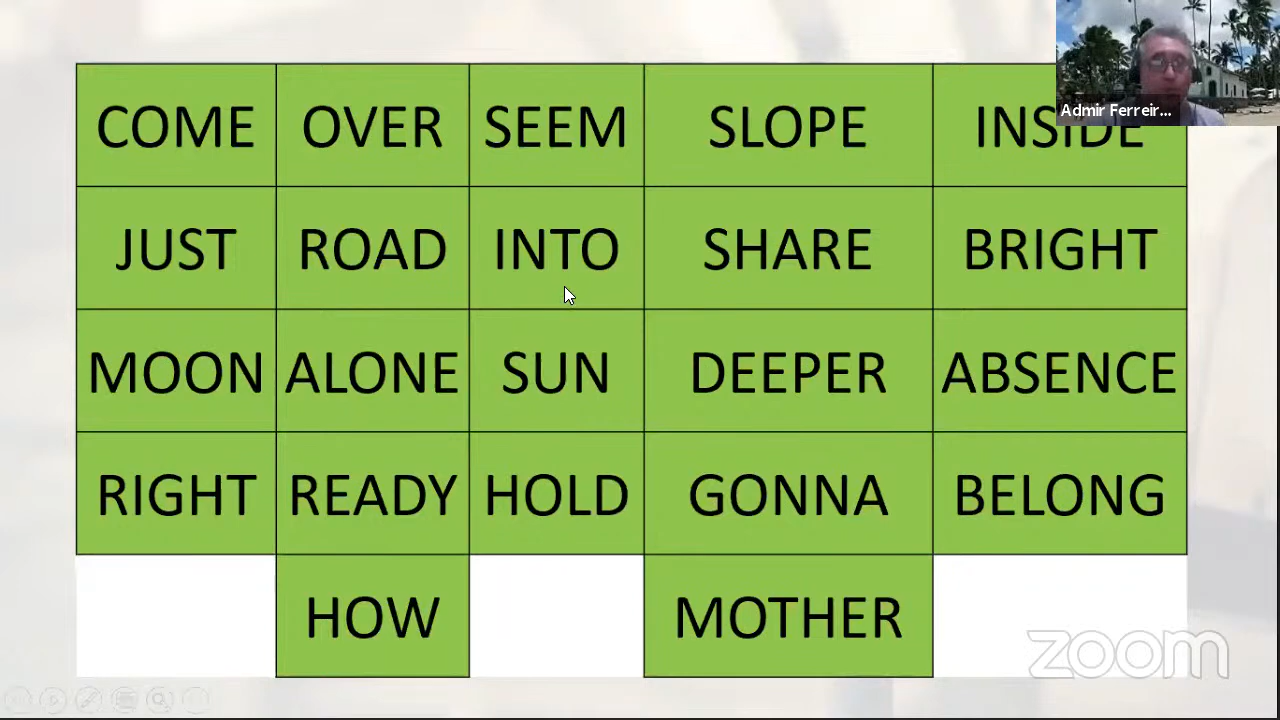 Admir Ferreir...
COME OVER SEEM SLOPE INSIDE
JUST ROAD INTO SHARE BRIGHT
MOON ALONE SUN DEEPER ABSENCE
RIGHT READY HOLD GONNA BELONG
HOW MOTHER
zoom